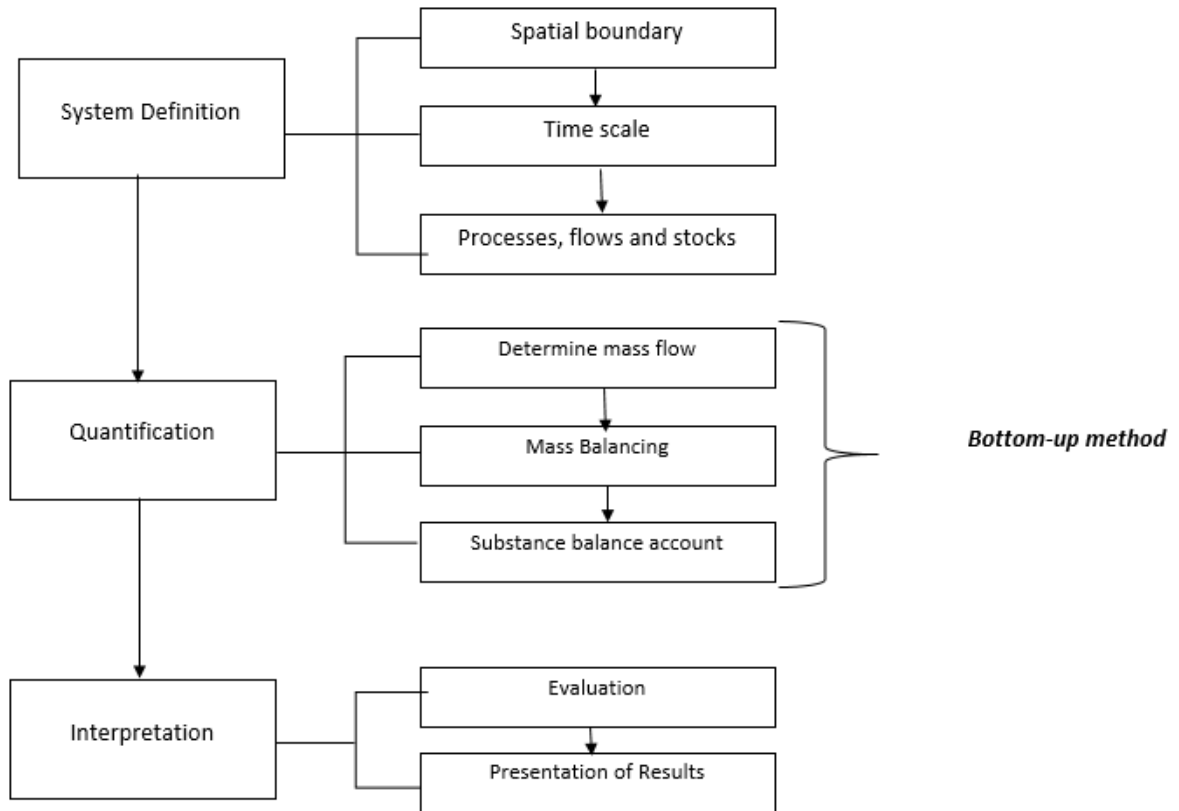 System Definition
Spatial boundary
Time scale
Processes, flows and stocks
Quantification
Determine mass flow
Mass Balancing
Substance balance account
Bottom-up method
Interpretation
Evaluation
Presentation of Results